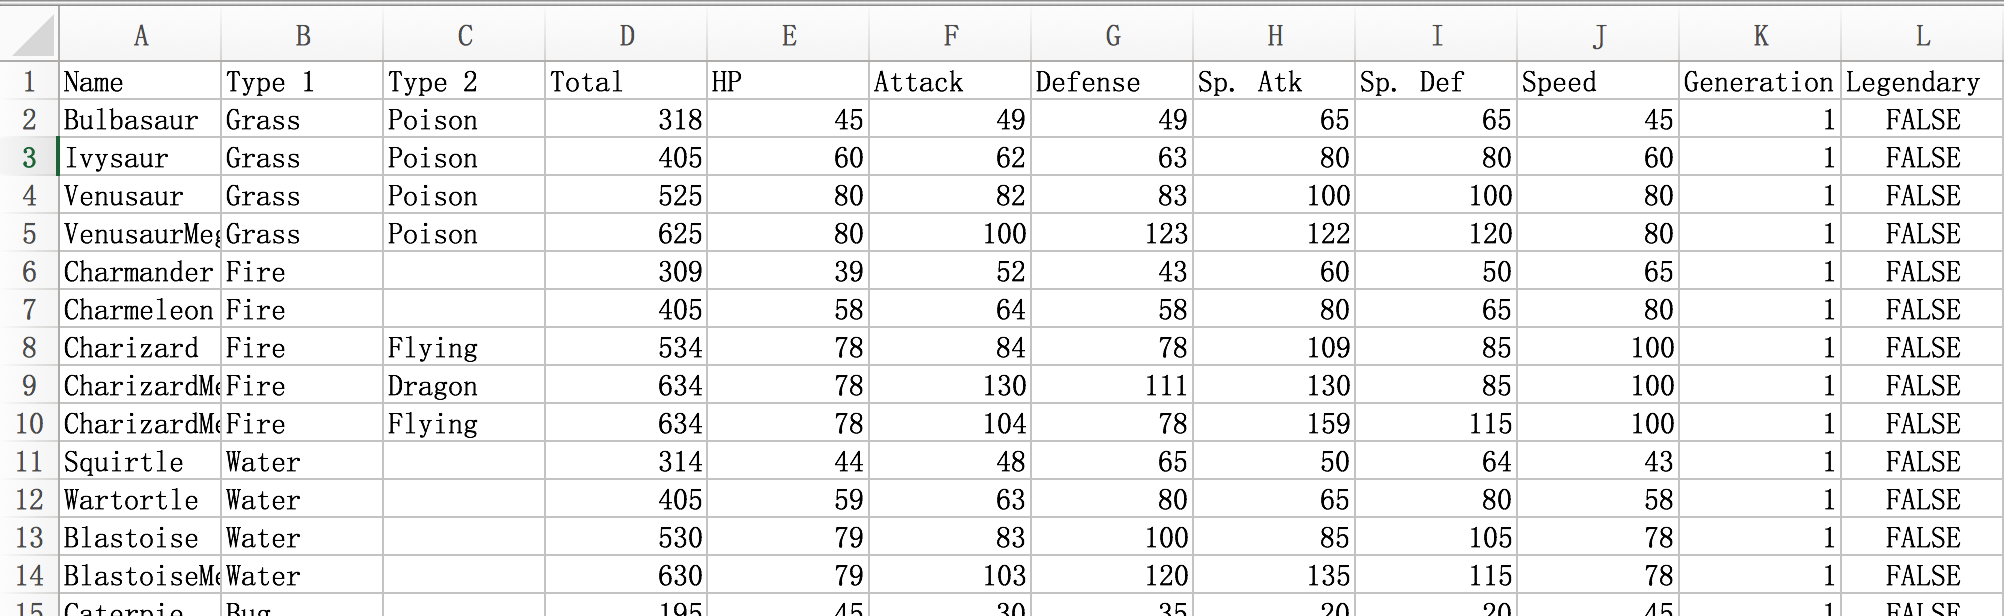 A B C D E F G H I J K L
1 Name Type 1 Type 2 Total HP Attack Defense Sp. Atk Sp. Def Speed Generation Legendary
2 Bulbasaur Grass Poison 318 45 49 49 65 65 45 1 FALSE
3 Ivysaur Grass Poison 405 60 62 63 80 80 60 1 FALSE
4 Venusaur Grass Poison 525 80 82 83 100 100 80 1 FALSE
5 VenusaurMeg Grass Poison 625 80 100 123 122 120 80 1 FALSE
6 Charmander Fire 309 39 52 43 60 50 65 1 FALSE
7 Charmeleon Fire 405 58 64 58 80 65 80 1 FALSE
8 Charizard Fire Flying 534 78 84 78 109 85 100 1 FALSE
9 CharizardMe Fire Dragon 634 78 130 111 130 85 100 1 FALSE
10 CharizardMe Fire Flying 634 78 104 78 159 115 100 1 FALSE
11 Squirtle Water 314 44 48 65 50 64 43 1 FALSE
12 Wartortle Water 405 59 63 80 65 80 58 1 FALSE
13 Blastoise Water 530 79 83 100 85 105 78 1 FALSE
14 BlastoiseMe Water 630 79 103 120 135 115 78 1 FALSE
15 Caterpie Bug 195 45 30 35 20 20 45 1 FALSE